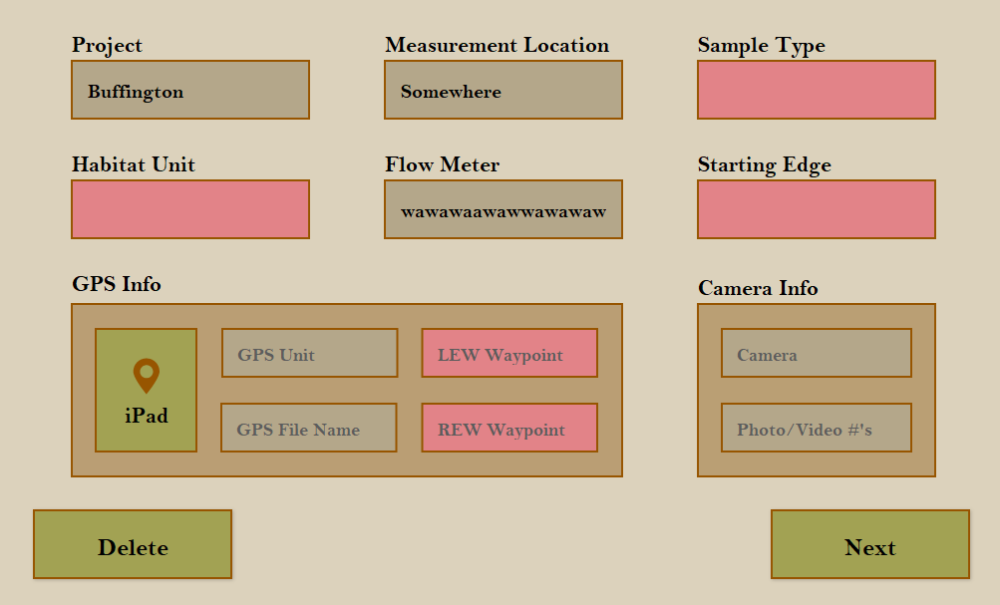 Project
Measurement Location
Sample Type
Buffington
Somewhere
Habitat Unit
Flow Meter
Starting Edge
wawawaawawwawawaw
GPS Info
Camera Info
iPad
GPS Unit
LEW Waypoint
GPS File Name
REW Waypoint
Camera
Photo/Video #'s
Delete
Next